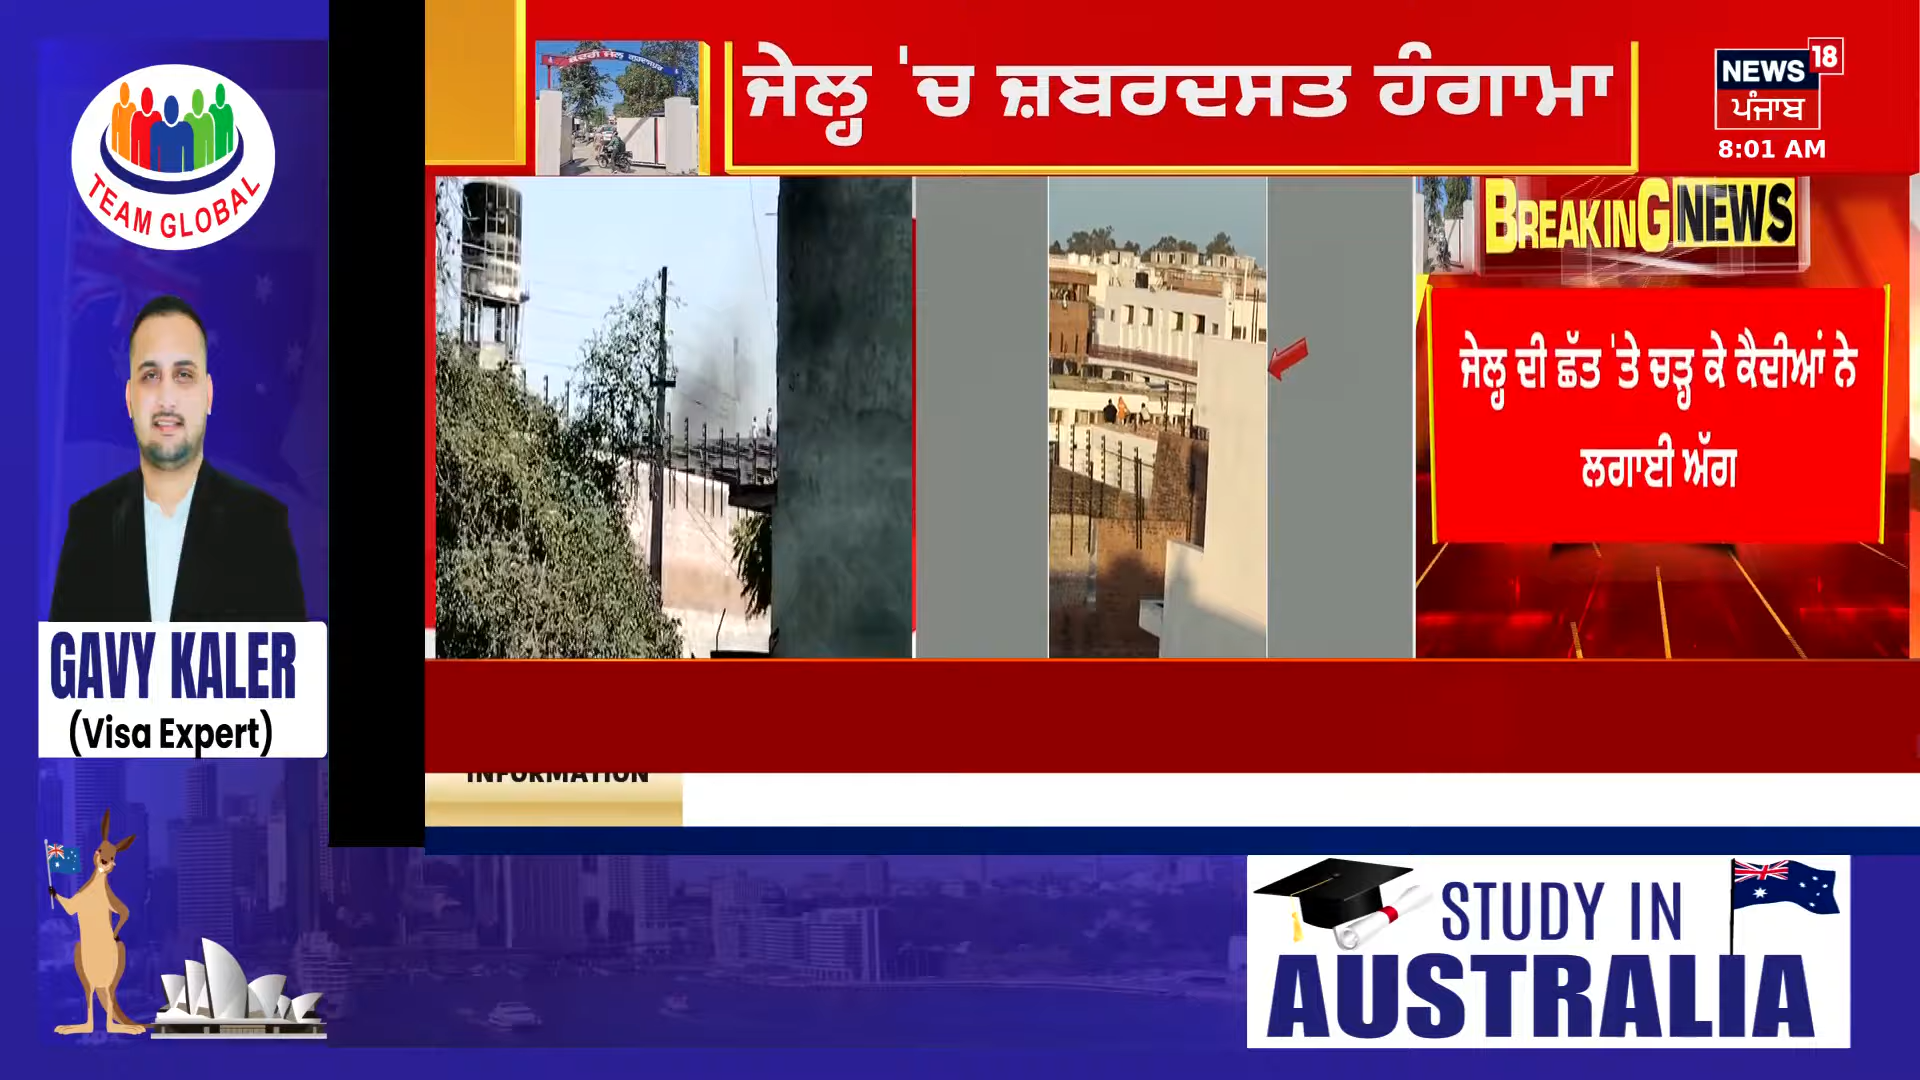 TEAM GLOBAL
GAVY KALER
(Visa Expert)
ਜੇਲ੍ਹ 'ਚ ਜ਼ਬਰਦਸਤ ਹੰਗਾਮਾ
NEWS 18
ਪੰਜਾਬ
8:01 AM
BREAKING NEWS
ਜੇਲ੍ਹ ਦੀ ਛੱਤ 'ਤੇ ਚੜ੍ਹ ਕੇ ਕੈਦੀਆਂ ਨੇ
ਲਗਾਈ ਅੱਗ
INFORMATION
STUDY IN
AUSTRALIA